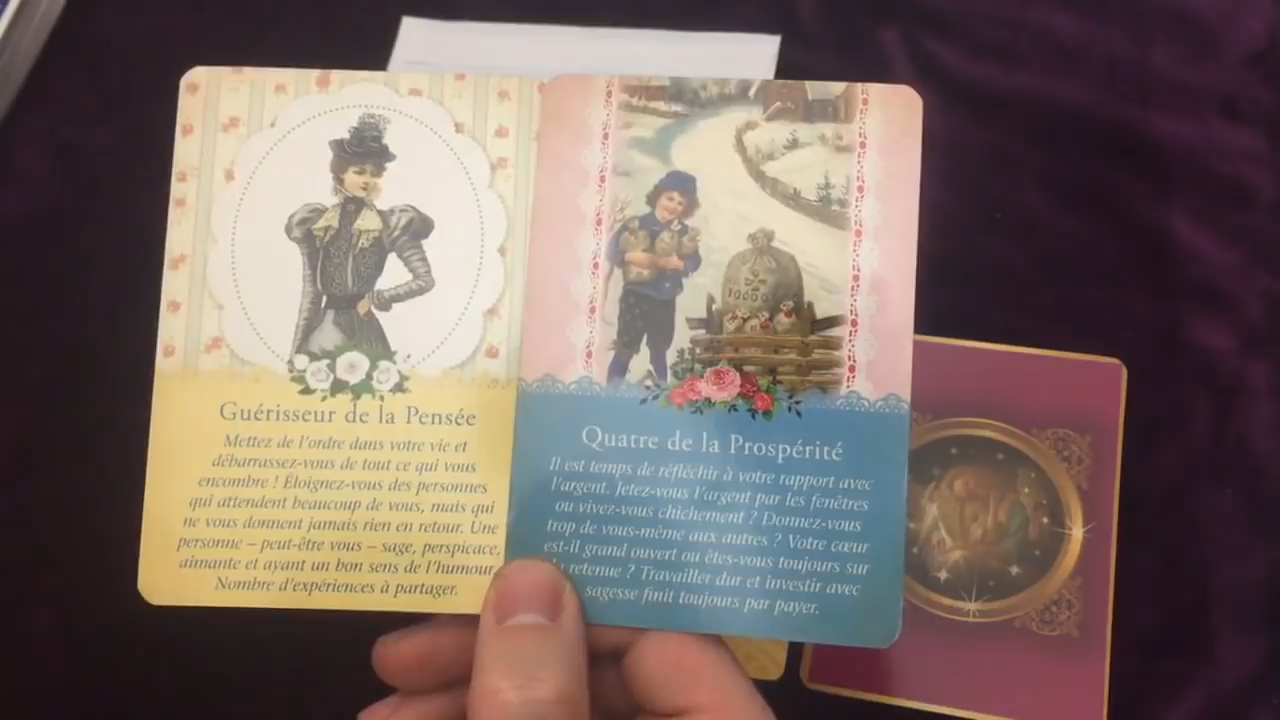 Guérisseur de la Pensée
Mettez de l'ordre dans votre vie et
débarrassez-vous de tout ce qui vous
encombre ! Éloignez-vous des personnes
qui attendent beaucoup de vous, mais qui
ne vous donnent jamais rien en retour. Une
personne – peut-être vous – sage, perspicace,
aimante et ayant un bon sens de l'humour.
Nombre d'expériences à partager.
10000
Quatre de la Prospérité
Il est temps de réfléchir à votre rapport avec
l'argent. Jetez-vous l'argent par les fenêtres
ou vivez-vous chichement ? Donnez-vous
trop de vous-même aux autres ? Votre cœur
est-il grand ouvert ou êtes-vous toujours sur
la retenue ? Travailler dur et investir avec
sagesse finit toujours par payer.